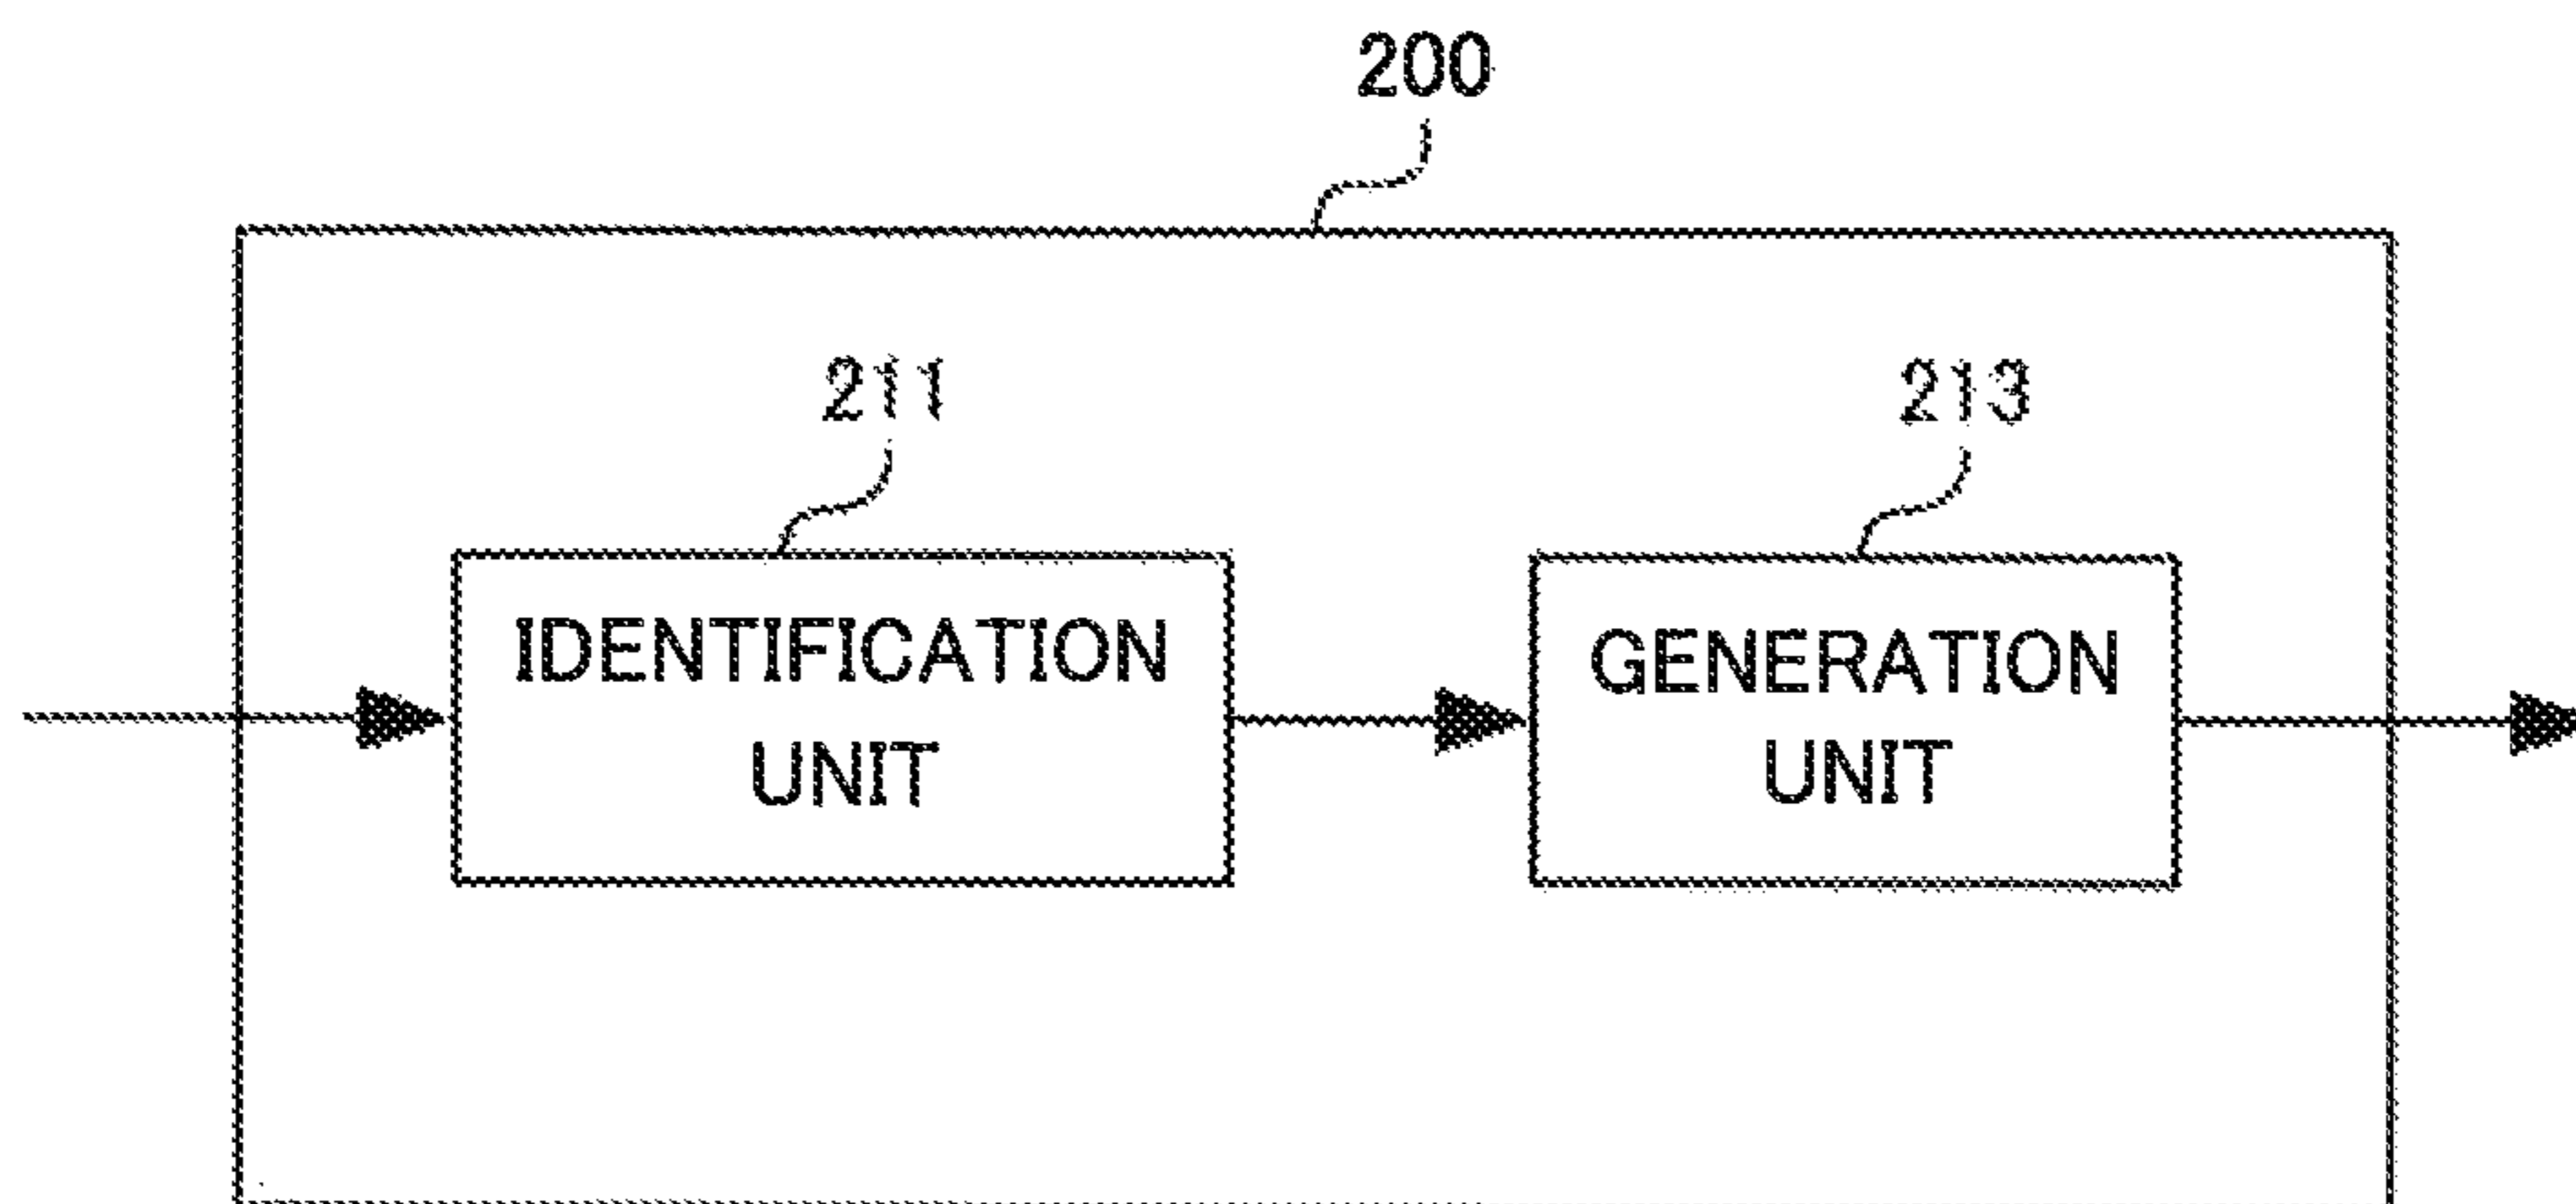 200
211
213
IDENTIFICATION
UNIT
GENERATION
UNIT